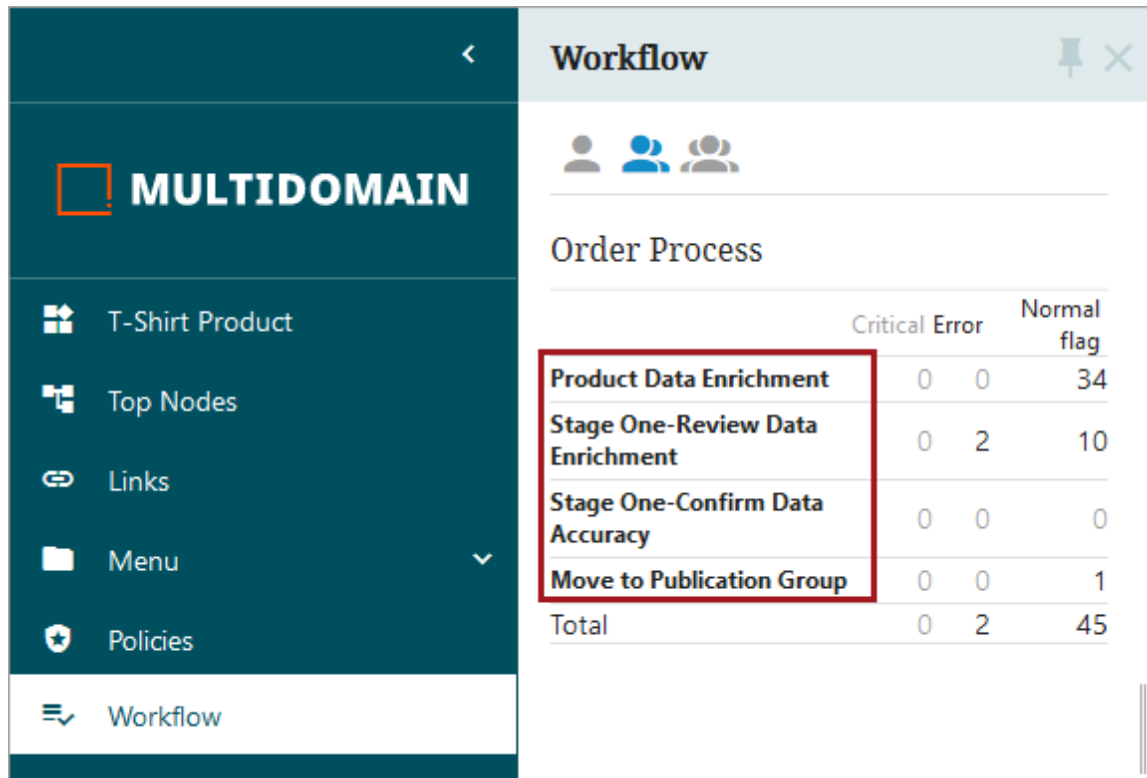 MULTIDOMAIN
T-Shirt Product
Top Nodes
Links
Menu
Policies
Workflow
Workflow
Order Process
Critical Error Normal
flag
Product Data Enrichment 0 0 34
Stage One-Review Data
Enrichment 0 2 10
Stage One-Confirm Data
Accuracy 0 0 0
Move to Publication Group 0 0 1
Total 0 2 45